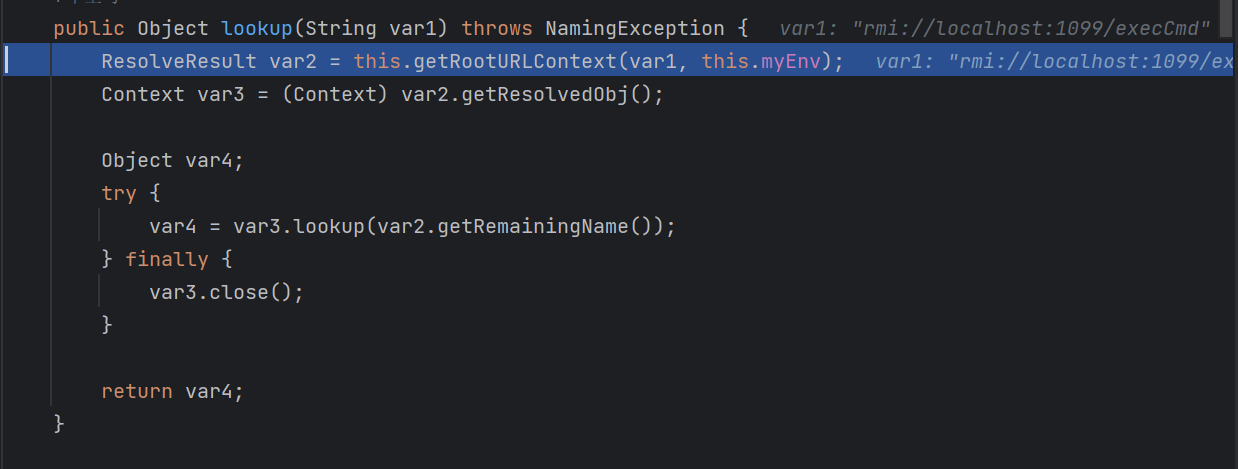 public Object lookup(String var1) throws NamingException {   var1: "rmi://localhost:1099/execCmd"
ResolveResult var2 = this.getRootURLContext(var1, this.myEnv);   var1: "rmi://localhost:1099/ex
Context var3 = (Context) var2.getResolvedObj();
Object var4;
try {
var4 = var3.lookup(var2.getRemainingName());
} finally {
var3.close();
}
return var4;
}